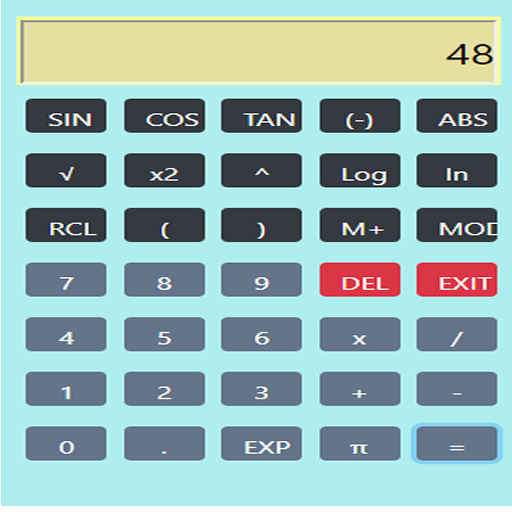 48
SIN COS TAN (-) ABS
√ x2 ^ Log ln
RCL ( ) M+ MOD
7 8 9 DEL EXIT
4 5 6 x /
1 2 3 + -
0 . EXP π =